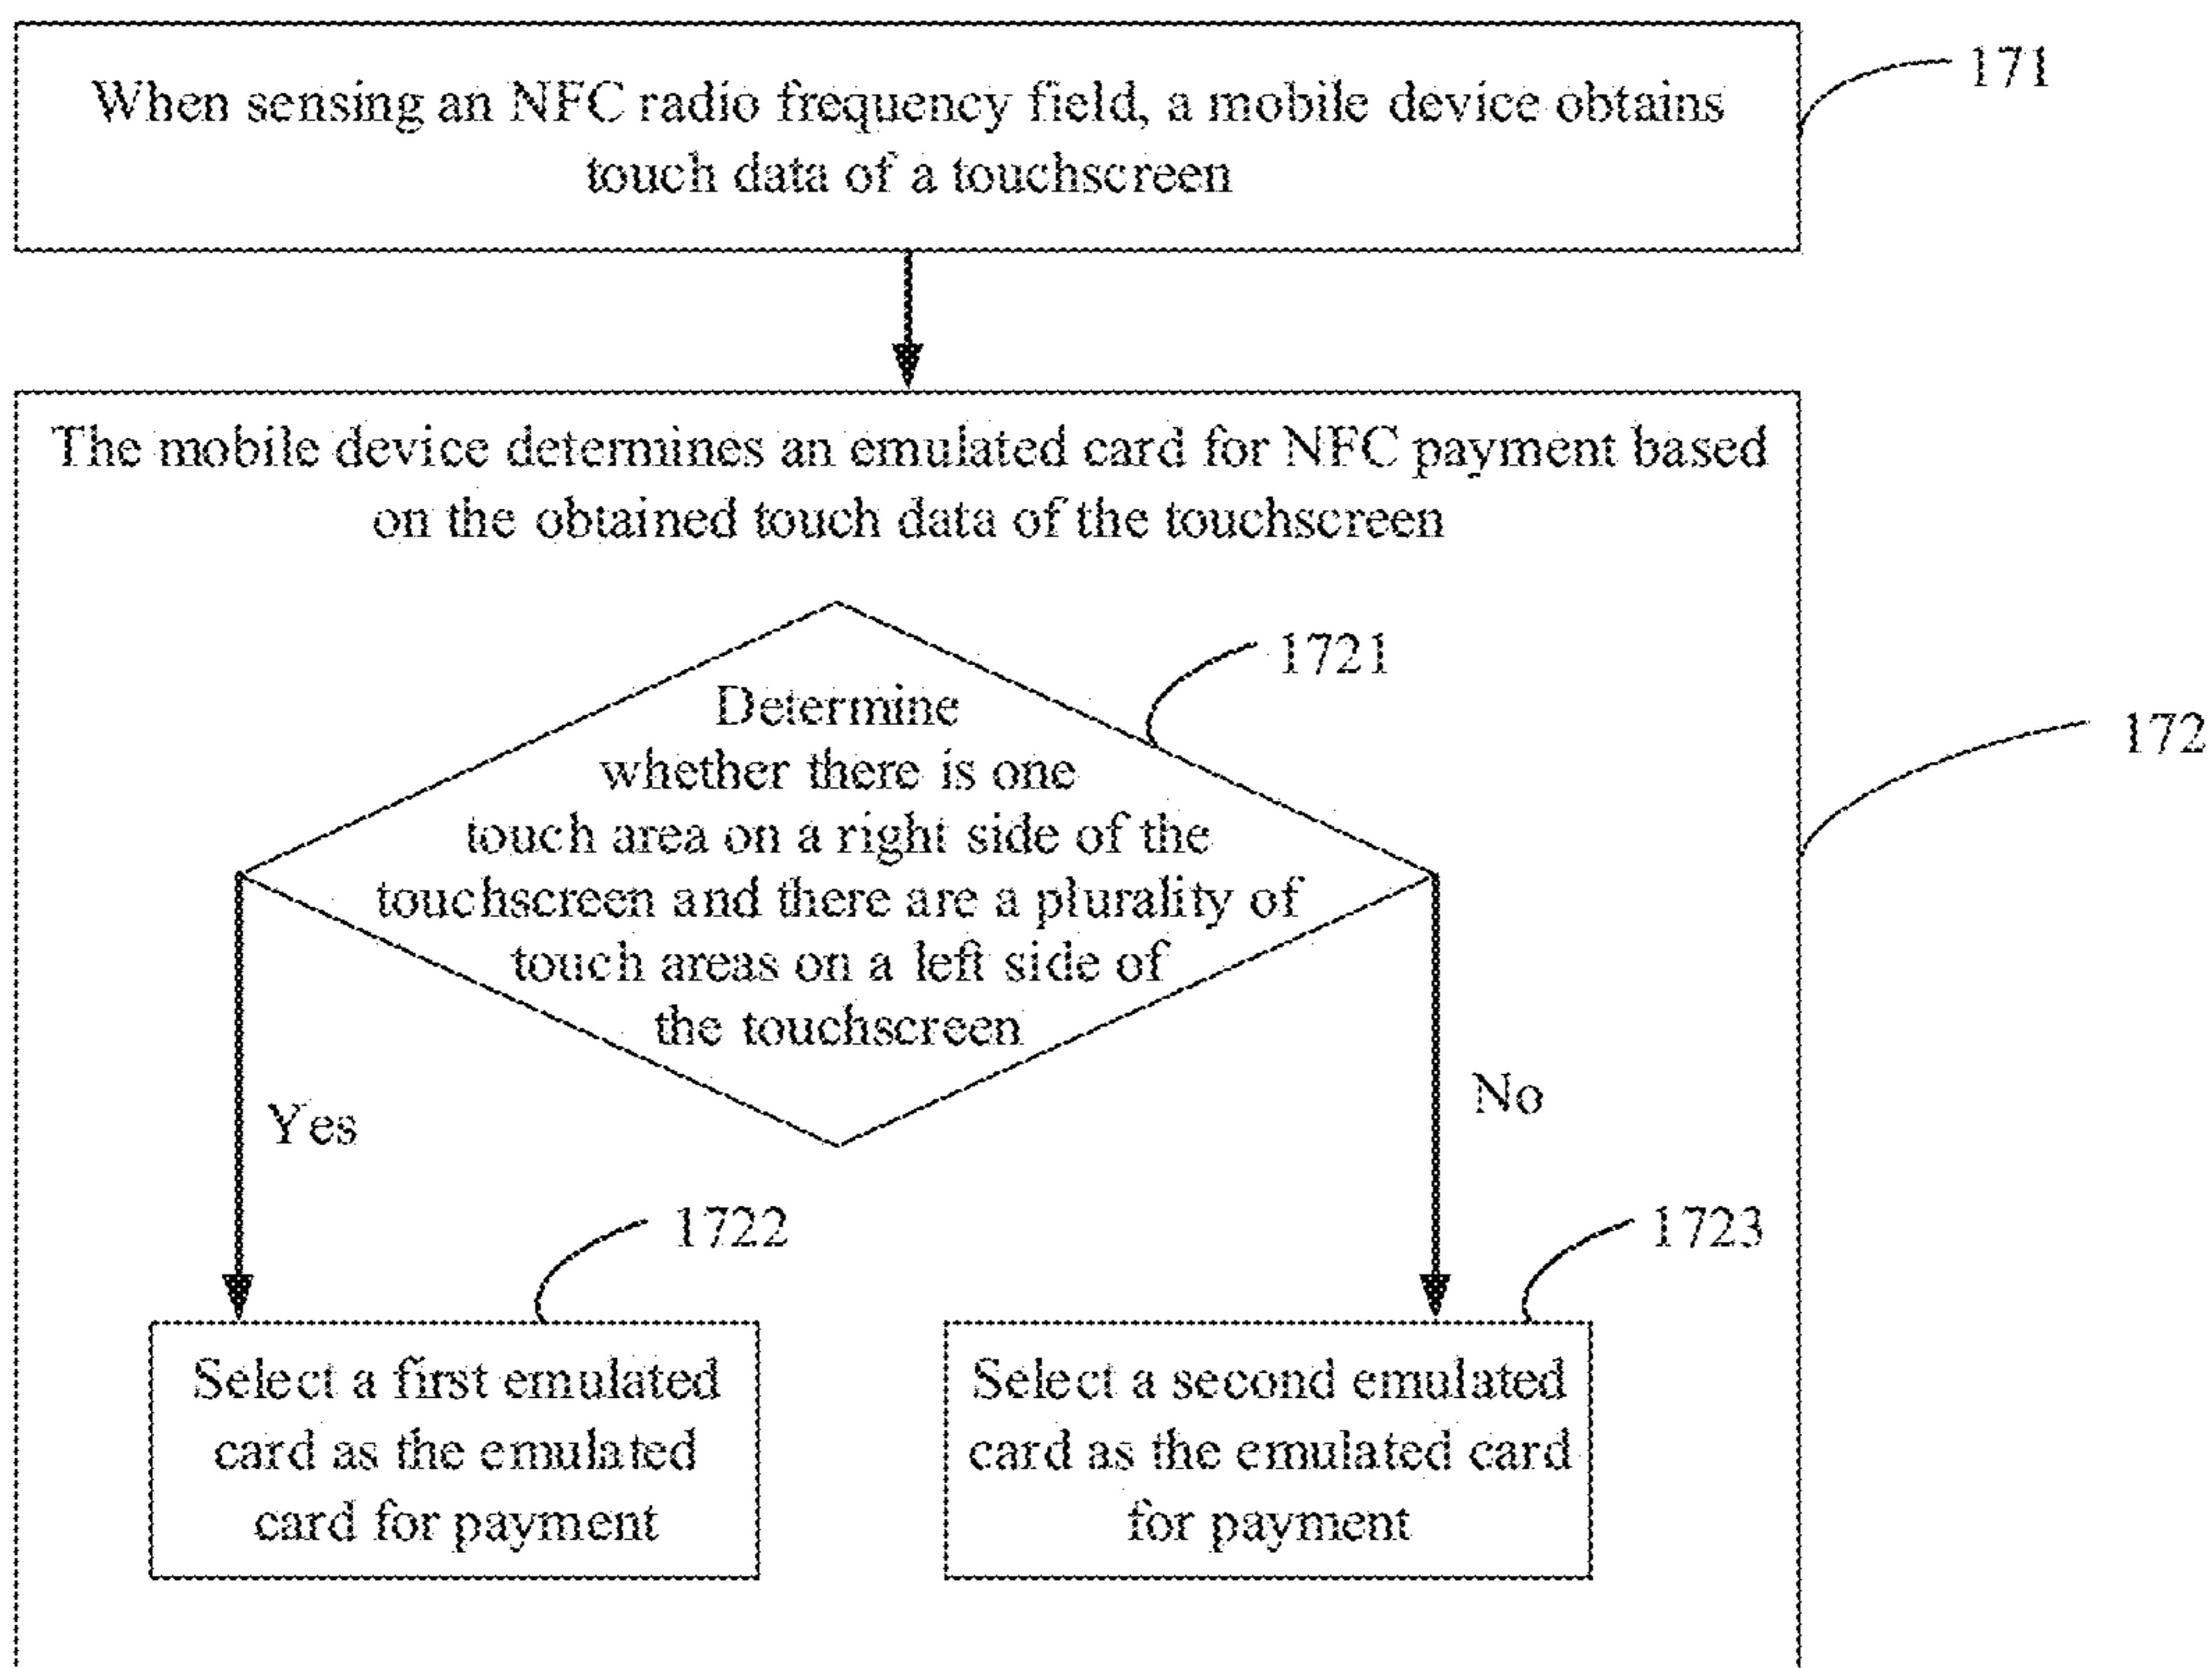 When sensing an NFC radio frequency field, a mobile device obtains
touch data of a touchscreen
171
The mobile device determines an emulated card for NFC payment based
on the obtained touch data of the touchscreen
1721
172
Determine
whether there is one
touch area on a right side of the
touchscreen and there are a plurality of
touch areas on a left side of
the touchscreen
Yes
No
1722
1723
Select a first emulated
card as the emulated
card for payment
Select a second emulated
card as the emulated card
for payment